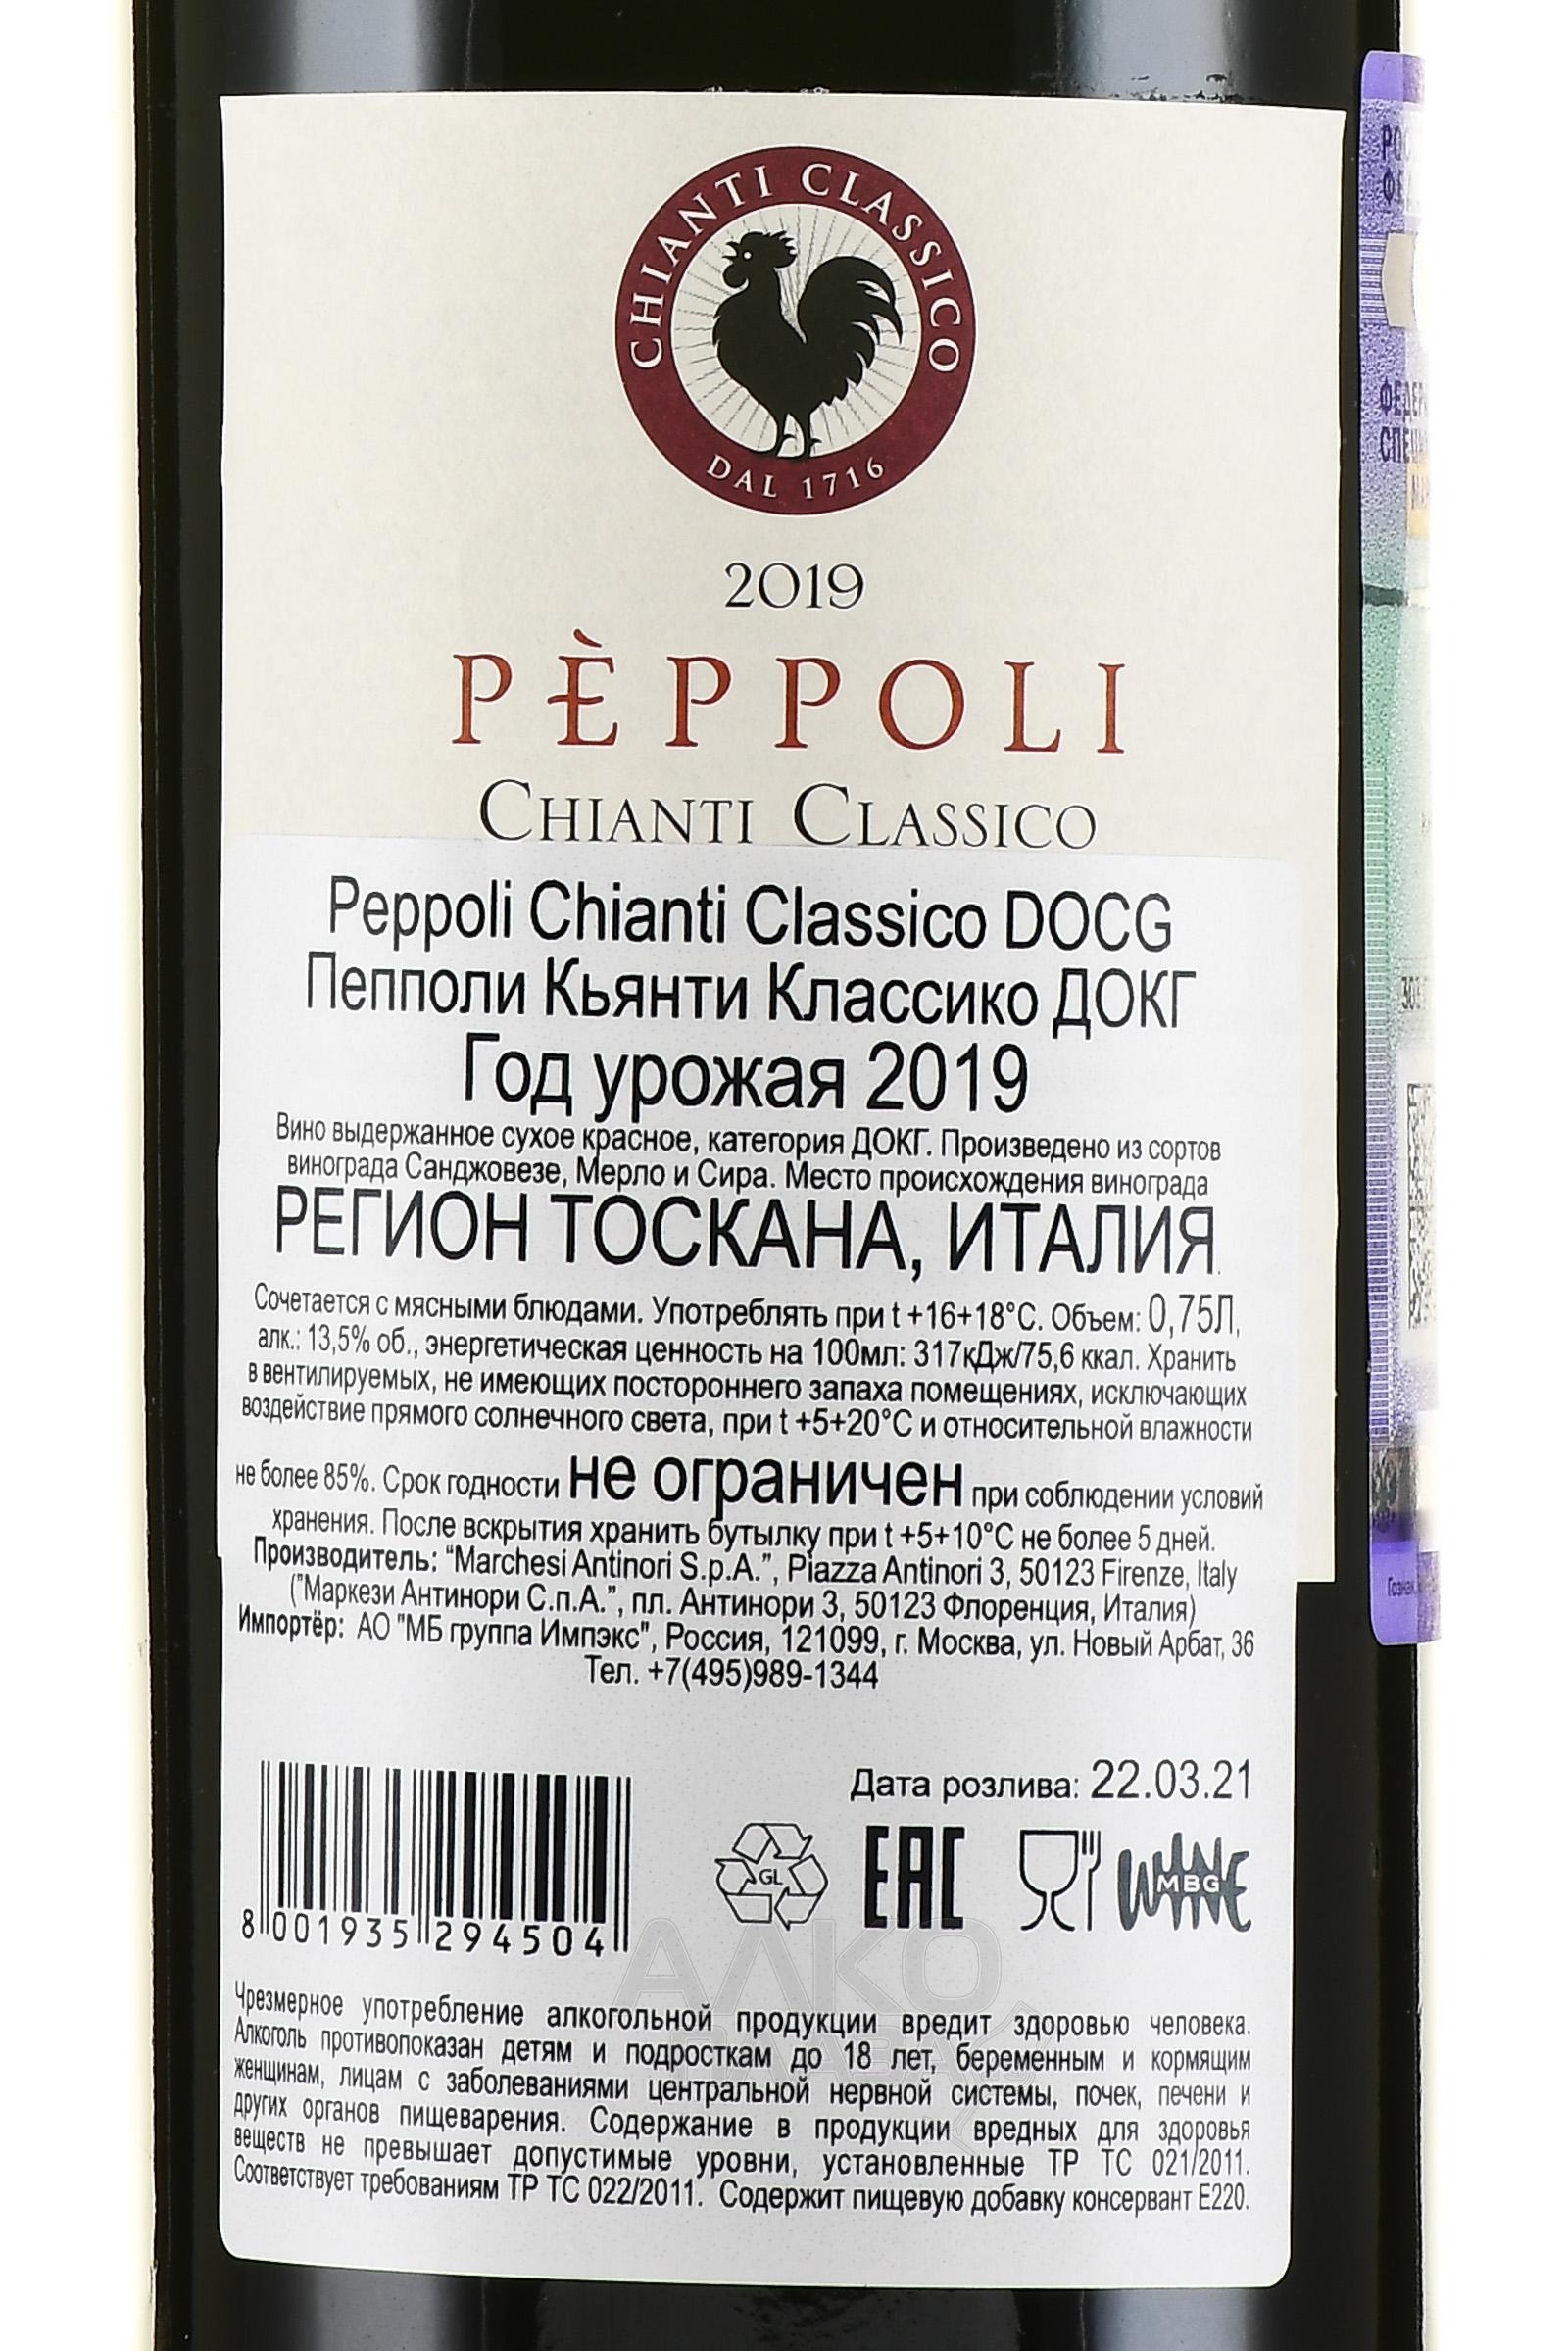 CHIANTI CLASSICO
DAL 1716
2019
PÈPPOLI
CHIANTI CLASSICO
Peppoli Chianti Classico DOCG
Пепполи Кьянти Классико ДОКГ
Год урожая 2019
Вино выдержанное сухое красное, категория ДОКГ. Произведено из сортов
винограда Санджовезе, Мерло и Сира. Место происхождения винограда
РЕГИОН ТОСКАНА, ИТАЛИЯ.
Сочетается с мясными блюдами. Употреблять при t +16+18°С. Объем: 0,75Л,
алк.: 13,5% об., энергетическая ценность на 100мл: 317кДж/75,6 ккал. Хранить
в вентилируемых, не имеющих постороннего запаха помещениях, исключающих
воздействие прямого солнечного света, при t +5+20°С и относительной влажности
не более 85%. Срок годности не ограничен при соблюдении условий
хранения. После вскрытия хранить бутылку при t +5+10°С не более 5 дней.
Производитель: “Marchesi Antinori S.p.A.”, Piazza Antinori 3, 50123 Firenze, Italy
("Маркези Антинори С.п.А.”, пл. Антинори 3, 50123 Флоренция, Италия)
Импортёр: АО "МБ группа Импэкс", Россия, 121099, г. Москва, ул. Новый Арбат, 36
Тел. +7(495)989-1344
Дата розлива: 22.03.21
GL
EAC
WINE
MBG
8 001935 294504
АЛКО
Чрезмерное употребление алкогольной продукции вредит здоровью человека.
Алкоголь противопоказан детям и подросткам до 18 лет, беременным и кормящим
женщинам, лицам с заболеваниями центральной нервной системы, почек, печени и
других органов пищеварения. Содержание в продукции вредных для здоровья
веществ не превышает допустимые уровни, установленные ТР ТС 021/2011.
Соответствует требованиям ТР ТС 022/2011. Содержит пищевую добавку консервант Е220.